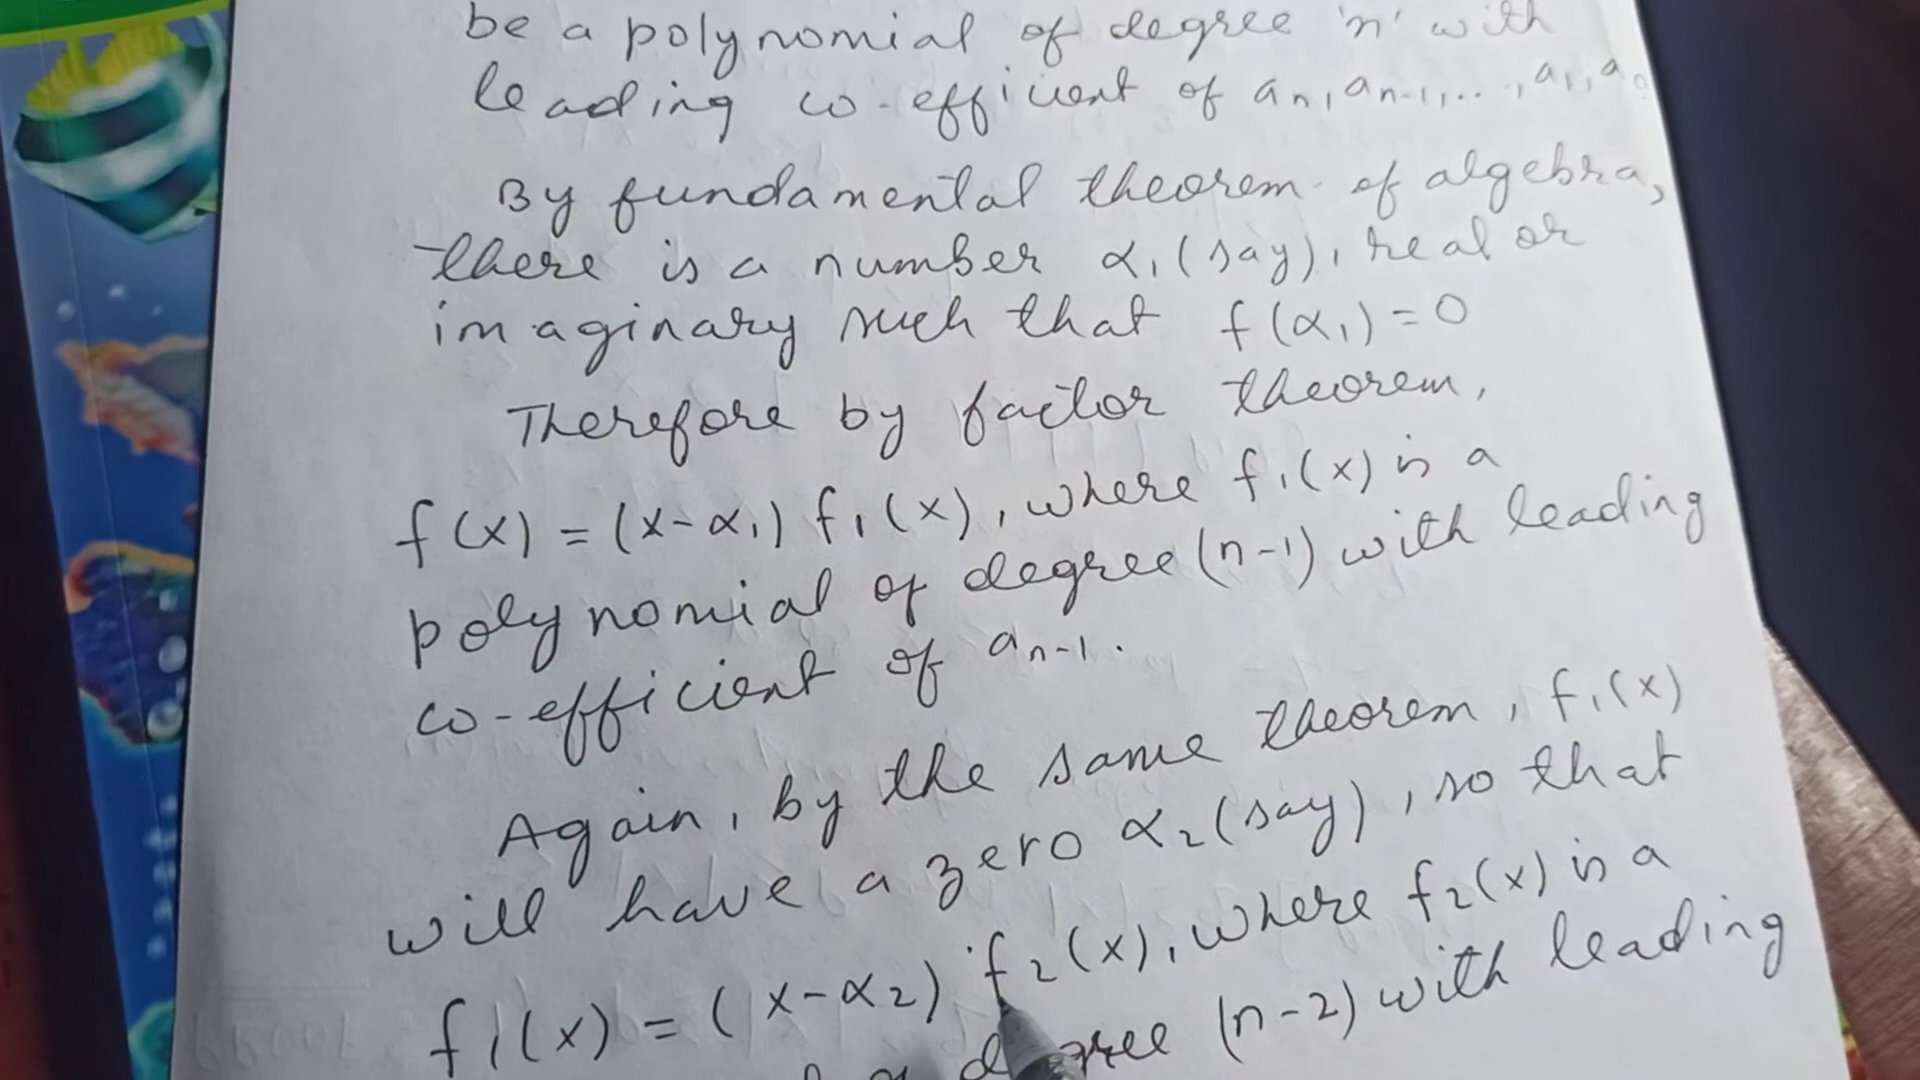 be a polynomial of degree 'n' with
leading co-efficient of aₙ, aₙ₋₁, ..., a₁, a₀
By fundamental theorem of algebra,
there is a number α₁ (say), real or
imaginary such that f(α₁) = 0
Therefore by factor theorem,
f(x) = (x-α₁) f₁(x), where f₁(x) is a
polynomial of degree (n-1) with leading
co-efficient of aₙ₋₁.
Again, by the same theorem, f₁(x)
will have a zero α₂ (say), so that
f₁(x) = (x-α₂) f₂(x), where f₂(x) is a
degree (n-2) with leading